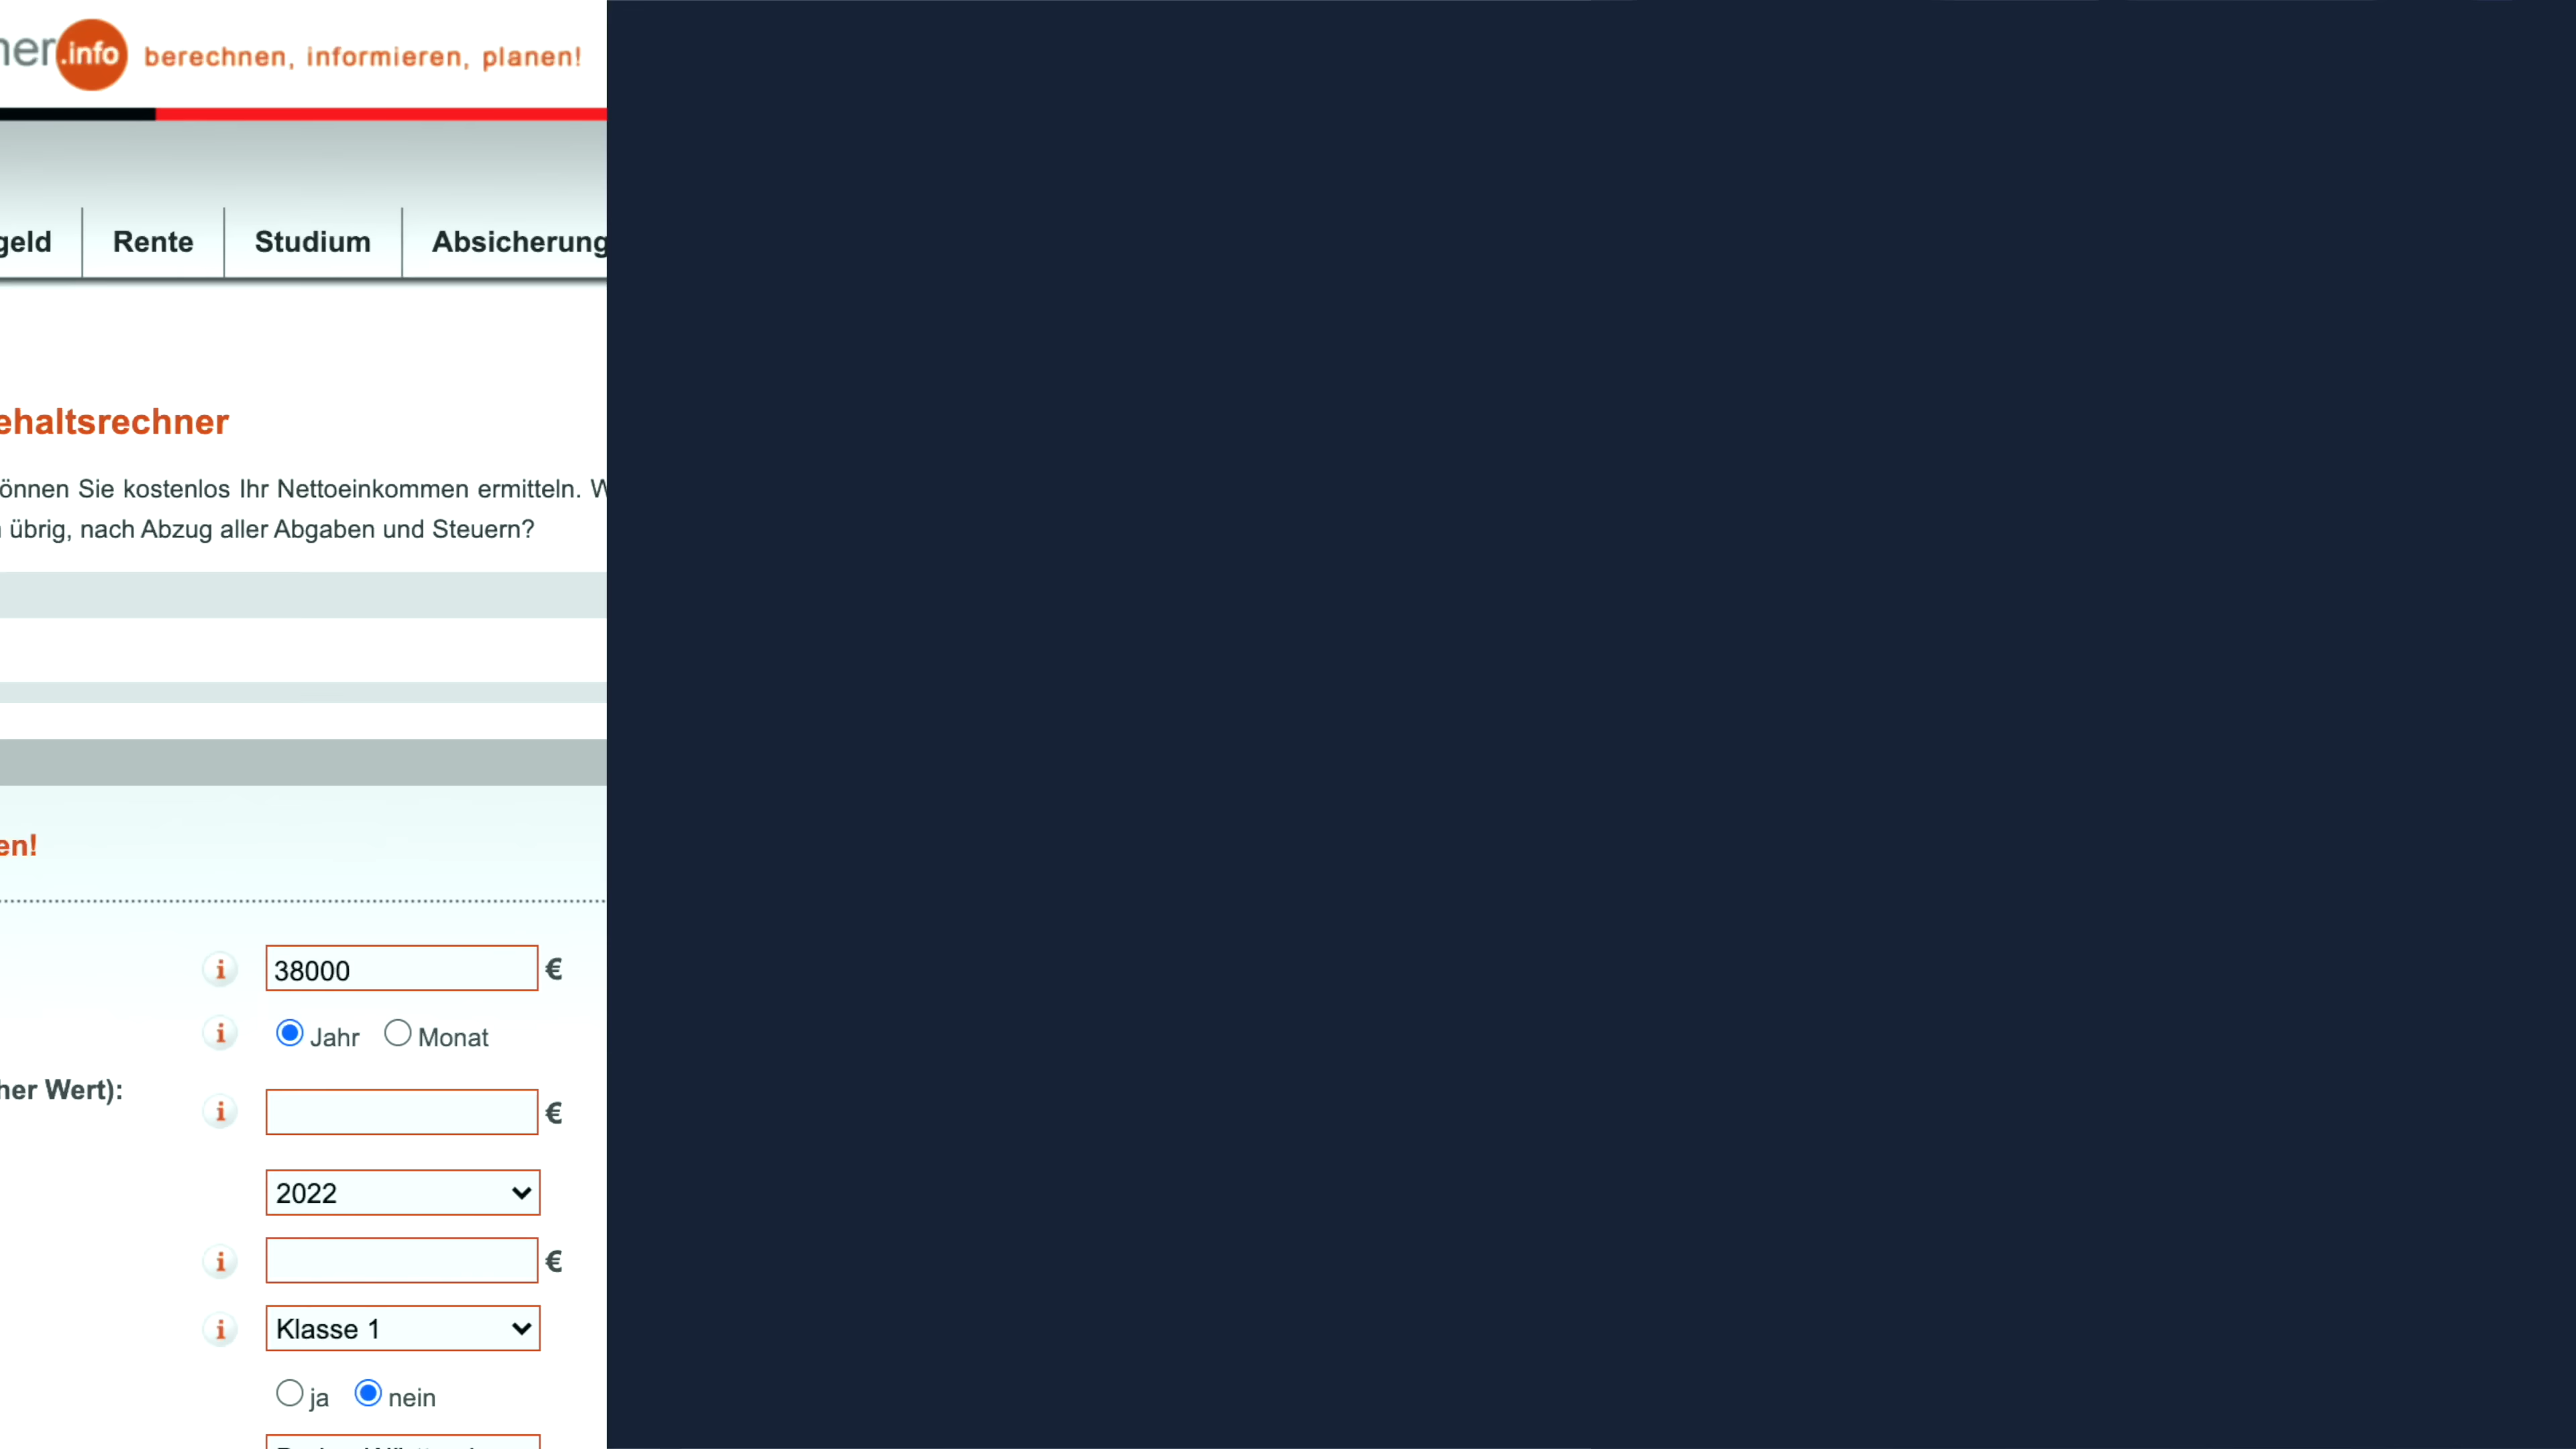 ner.info berechnen, informieren, planen!
geld Rente Studium Absicherung
ehaltsrechner
önnen Sie kostenlos Ihr Nettoeinkommen ermitteln. W
übrig, nach Abzug aller Abgaben und Steuern?
en!
i 38000 €
i Jahr Monat
her Wert):
i €
2022
i €
i Klasse 1
ja nein